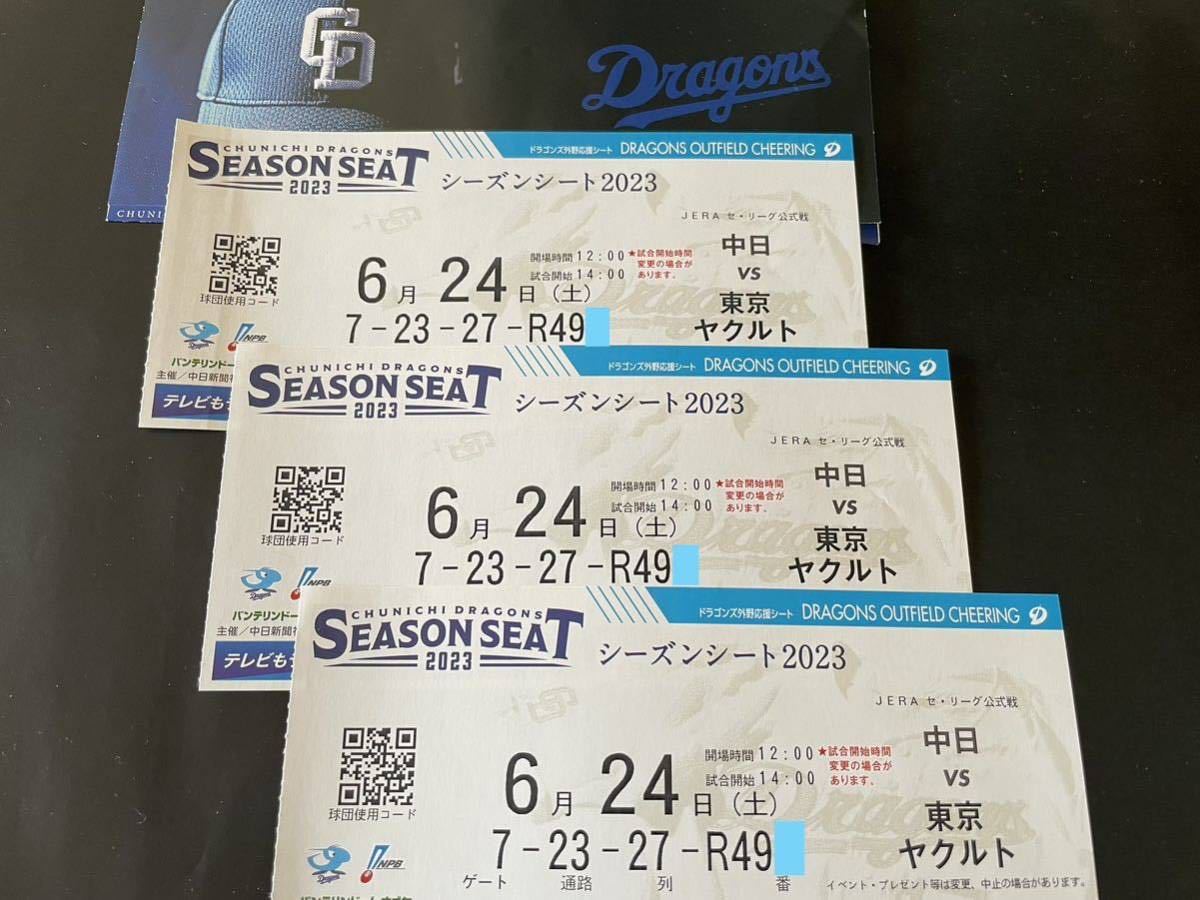 CD
Dragons
CHUNI
CHUNICHI DRAGONS
SEASON SEAT
2023
シーズンシート2023
ドラゴンズ外野応援シート DRAGONS OUTFIELD CHEERING D
JERA セ・リーグ公式戦
開場時間 12:00
試合開始 14:00
★試合開始時間
変更の場合が
あります。
6月 24日(土)
7-23-27-R49
中日
VS
東京
ヤクルト
球団使用コード
Dragons
NPB
バンテリンドー
主催/中日新聞
テレビも
CHUNICHI DRAGONS
SEASON SEAT
2023
シーズンシート2023
ドラゴンズ外野応援シート DRAGONS OUTFIELD CHEERING D
JERA セ・リーグ公式戦
開場時間 12:00
試合開始 14:00
★試合開始時間
変更の場合が
あります。
6月 24日(土)
7-23-27-R49
中日
VS
東京
ヤクルト
球団使用コード
Dragons
NPB
バンテリンドー
主催/中日新聞
テレビも
CHUNICHI DRAGONS
SEASON SEAT
2023
シーズンシート2023
ドラゴンズ外野応援シート DRAGONS OUTFIELD CHEERING D
JERA セ・リーグ公式戦
開場時間 12:00
試合開始 14:00
★試合開始時間
変更の場合が
あります。
6月 24日(土)
7-23-27-R49
ゲート 通路 列 番
中日
VS
東京
ヤクルト
球団使用コード
Dragons
NPB
イベント・プレゼント等は変更、中止の場合があります。